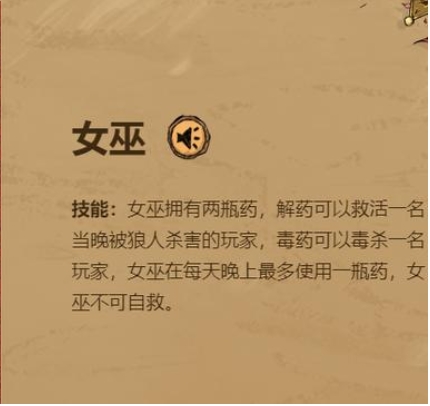 女巫
技能：女巫拥有两瓶药，解药可以救活一名
当晚被狼人杀害的玩家，毒药可以毒杀一名
玩家，女巫在每天晚上最多使用一瓶药，女
巫不可自救。